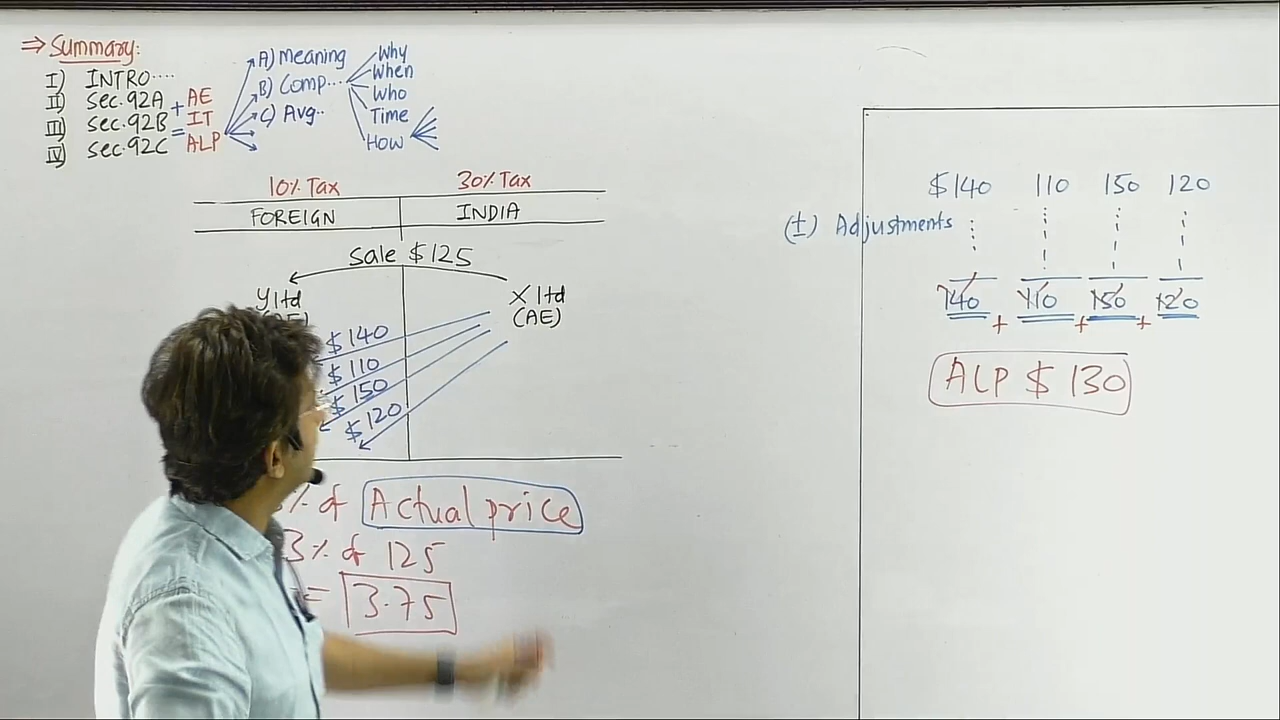 ⇒ Summary:
I) INTRO....
II) Sec. 92A + AE
III) Sec. 92B = IT
IV) Sec. 92C ALP
A) Meaning
B) Comp...
C) Avg..
Why
When
Who
Time
How
10% Tax 30% Tax
FOREIGN INDIA
Sale $125
Y ltd X ltd
(AE)
$140
$110
$150
$120
% of Actual price
3% of 125
= 3.75
$140 110 150 120
(±) Adjustments
140 + 110 + 150 + 120
ALP $ 130